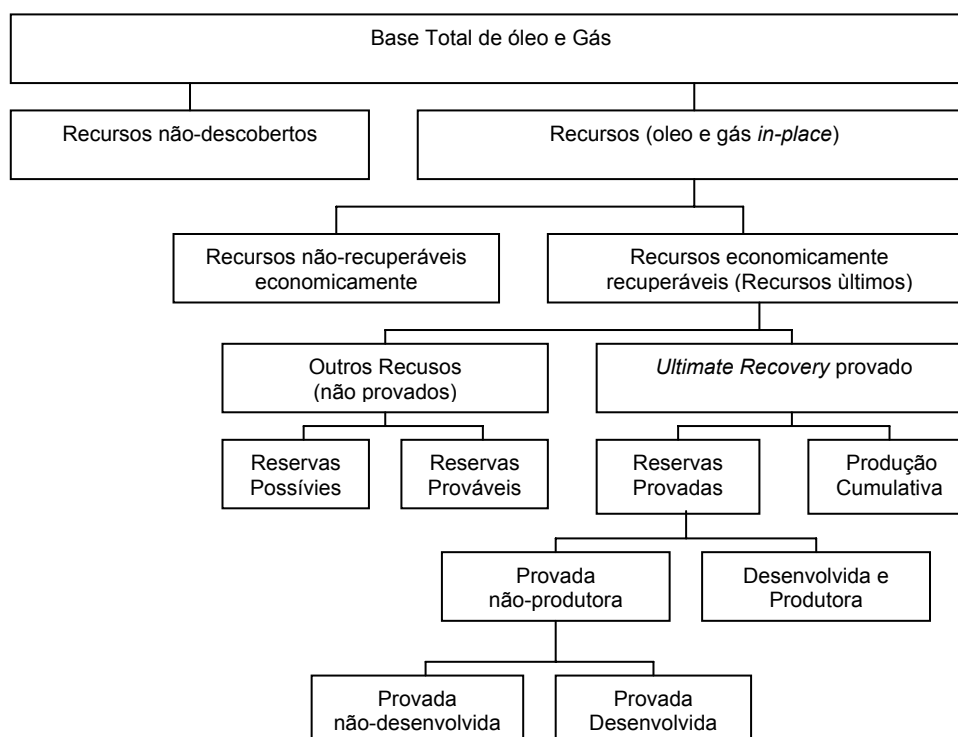 Base Total de óleo e Gás
Recursos não-descobertos
Recursos (oleo e gás in-place)
Recursos não-recuperáveis
economicamente
Recursos economicamente
recuperáveis (Recursos ùltimos)
Outros Recusos
(não provados)
Ultimate Recovery provado
Reservas
Possívies
Reservas
Prováveis
Reservas
Provadas
Produção
Cumulativa
Provada
não-produtora
Desenvolvida e
Produtora
Provada
não-desenvolvida
Provada
Desenvolvida